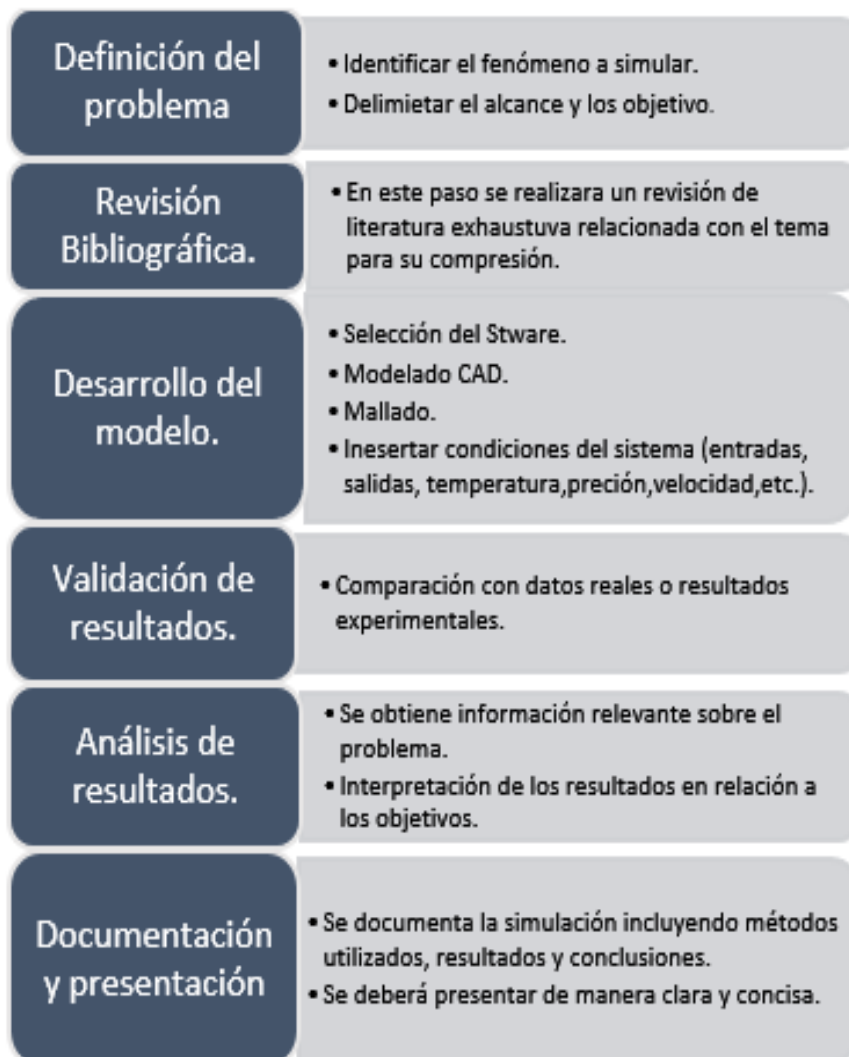 Definición del
problema
• Identificar el fenómeno a simular.
• Delimietar el alcance y los objetivo.
Revisión
Bibliográfica.
• En este paso se realizara un revisión de
literatura exhaustuva relacionada con el tema
para su compresión.
Desarrollo del
modelo.
• Selección del Stware.
• Modelado CAD.
• Mallado.
• Inesertar condiciones del sistema (entradas,
salidas, temperatura,preción,velocidad,etc.).
Validación de
resultados.
• Comparación con datos reales o resultados
experimentales.
Análisis de
resultados.
• Se obtiene información relevante sobre el
problema.
• Interpretación de los resultados en relación a
los objetivos.
Documentación
y presentación
• Se documenta la simulación incluyendo métodos
utilizados, resultados y conclusiones.
• Se deberá presentar de manera clara y concisa.